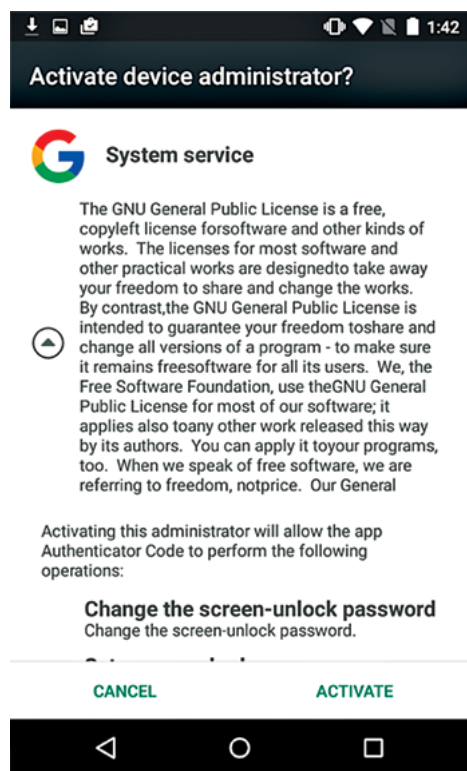 1:42
Activate device administrator?
System service
The GNU General Public License is a free,
copyleft license forsoftware and other kinds of
works. The licenses for most software and
other practical works are designedto take away
your freedom to share and change the works.
By contrast,the GNU General Public License is
intended to guarantee your freedom toshare and
change all versions of a program - to make sure
it remains freesoftware for all its users. We, the
Free Software Foundation, use theGNU General
Public License for most of our software; it
applies also toany other work released this way
by its authors. You can apply it toyour programs,
too. When we speak of free software, we are
referring to freedom, notprice. Our General
Activating this administrator will allow the app
Authenticator Code to perform the following
operations:
Change the screen-unlock password
Change the screen-unlock password.
CANCEL ACTIVATE